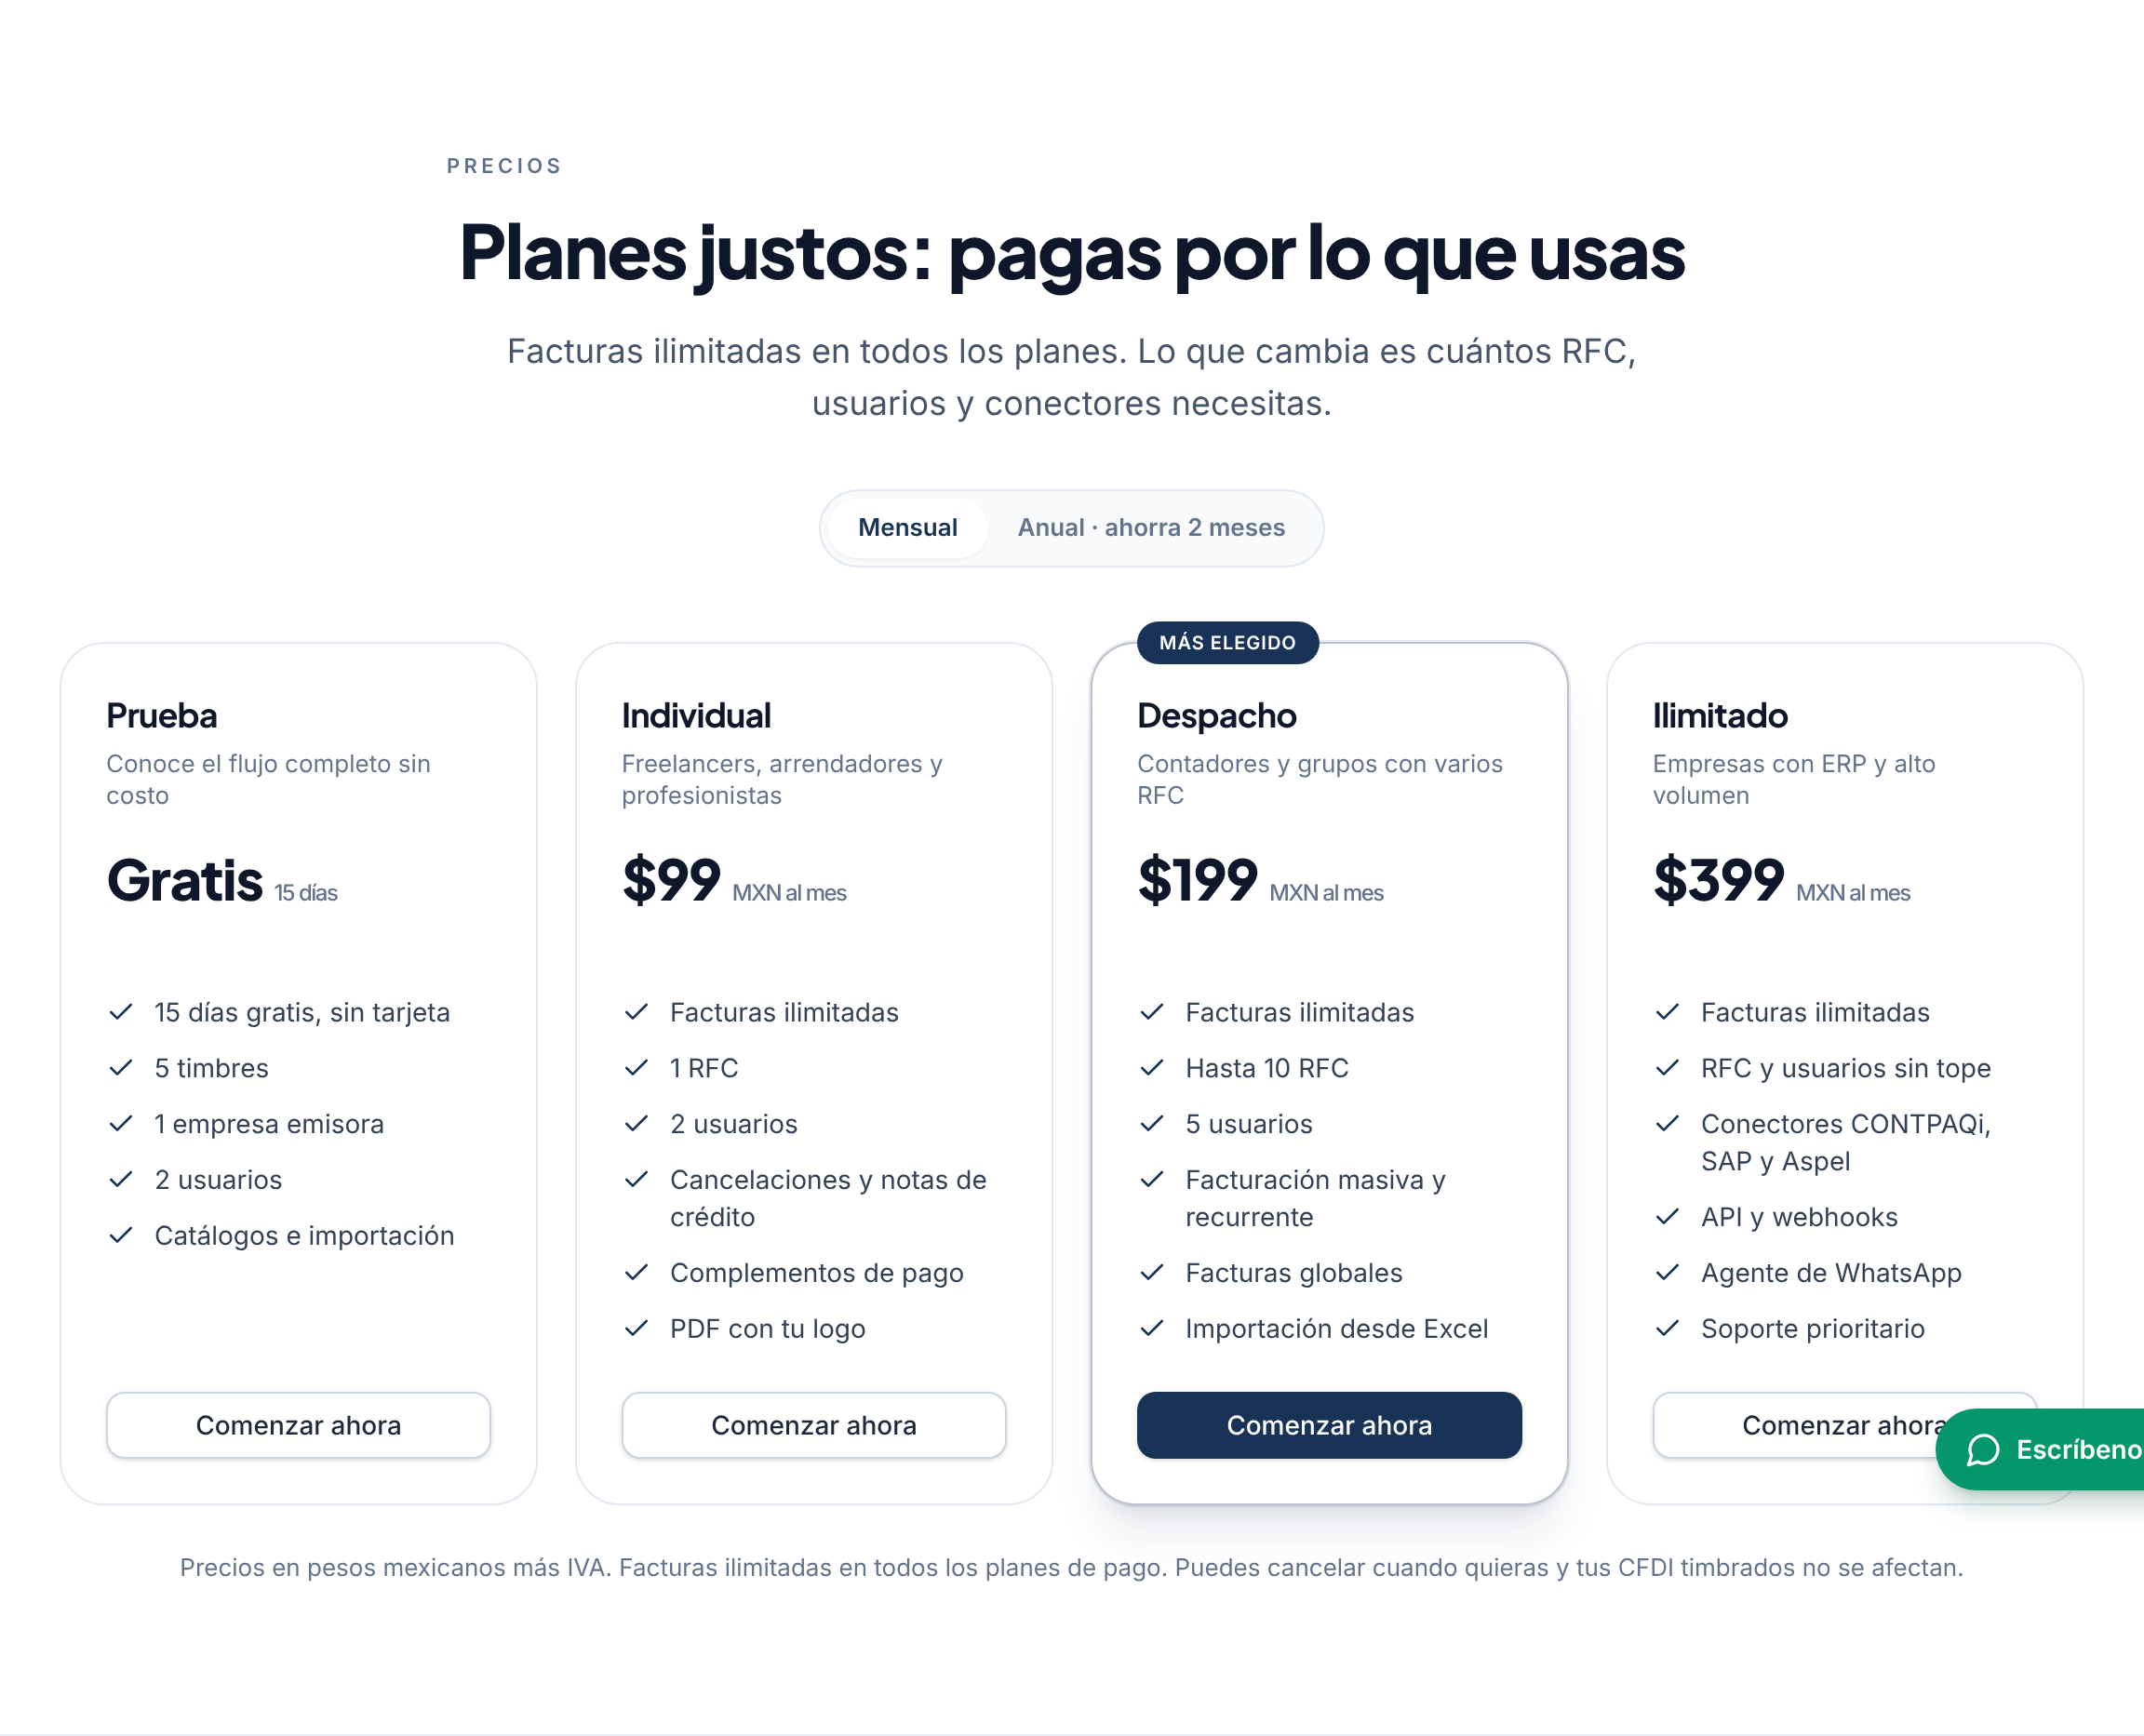 PRECIOS
Planes justos: pagas por lo que usas
Facturas ilimitadas en todos los planes. Lo que cambia es cuántos RFC,
usuarios y conectores necesitas.
Mensual
Anual · ahorra 2 meses
Prueba
Conoce el flujo completo sin
costo
Gratis 15 días
15 días gratis, sin tarjeta
5 timbres
1 empresa emisora
2 usuarios
Catálogos e importación
Comenzar ahora
Individual
Freelancers, arrendadores y
profesionistas
$99 MXN al mes
Facturas ilimitadas
1 RFC
2 usuarios
Cancelaciones y notas de
crédito
Complementos de pago
PDF con tu logo
Comenzar ahora
MÁS ELEGIDO
Despacho
Contadores y grupos con varios
RFC
$199 MXN al mes
Facturas ilimitadas
Hasta 10 RFC
5 usuarios
Facturación masiva y
recurrente
Facturas globales
Importación desde Excel
Comenzar ahora
Ilimitado
Empresas con ERP y alto
volumen
$399 MXN al mes
Facturas ilimitadas
RFC y usuarios sin tope
Conectores CONTPAQi,
SAP y Aspel
API y webhooks
Agente de WhatsApp
Soporte prioritario
Comenzar ahora
Escríbeno
Precios en pesos mexicanos más IVA. Facturas ilimitadas en todos los planes de pago. Puedes cancelar cuando quieras y tus CFDI timbrados no se afectan.